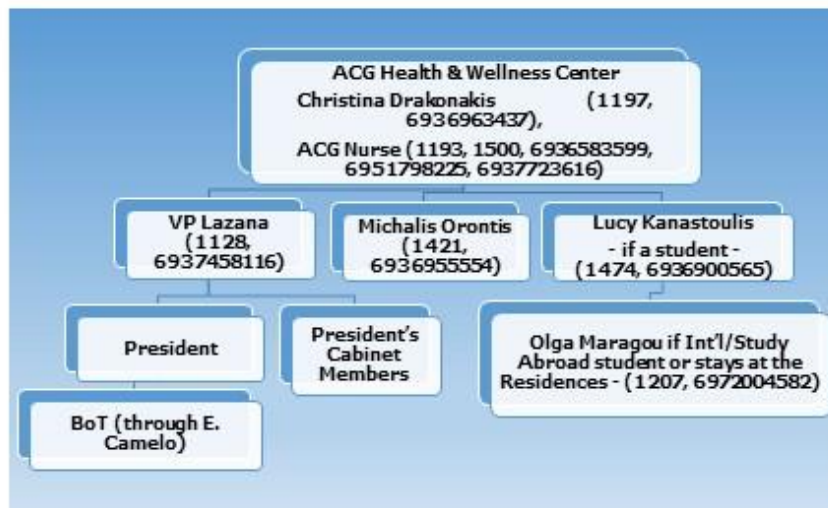 ACG Health & Wellness Center
Christina Drakonakis (1197,
6936963437),
ACG Nurse (1193, 1500, 6936583599,
6951798225, 6937723616)
VP Lazana
(1128,
6937458116)
Michalis Orontis
(1421,
6936955554)
Lucy Kanastoulis
- if a student -
(1474, 6936900565)
President
President's
Cabinet
Members
Olga Maragou if Int'l/Study
Abroad student or stays at the
Residences - (1207, 6972004582)
BoT (through E.
Camelo)